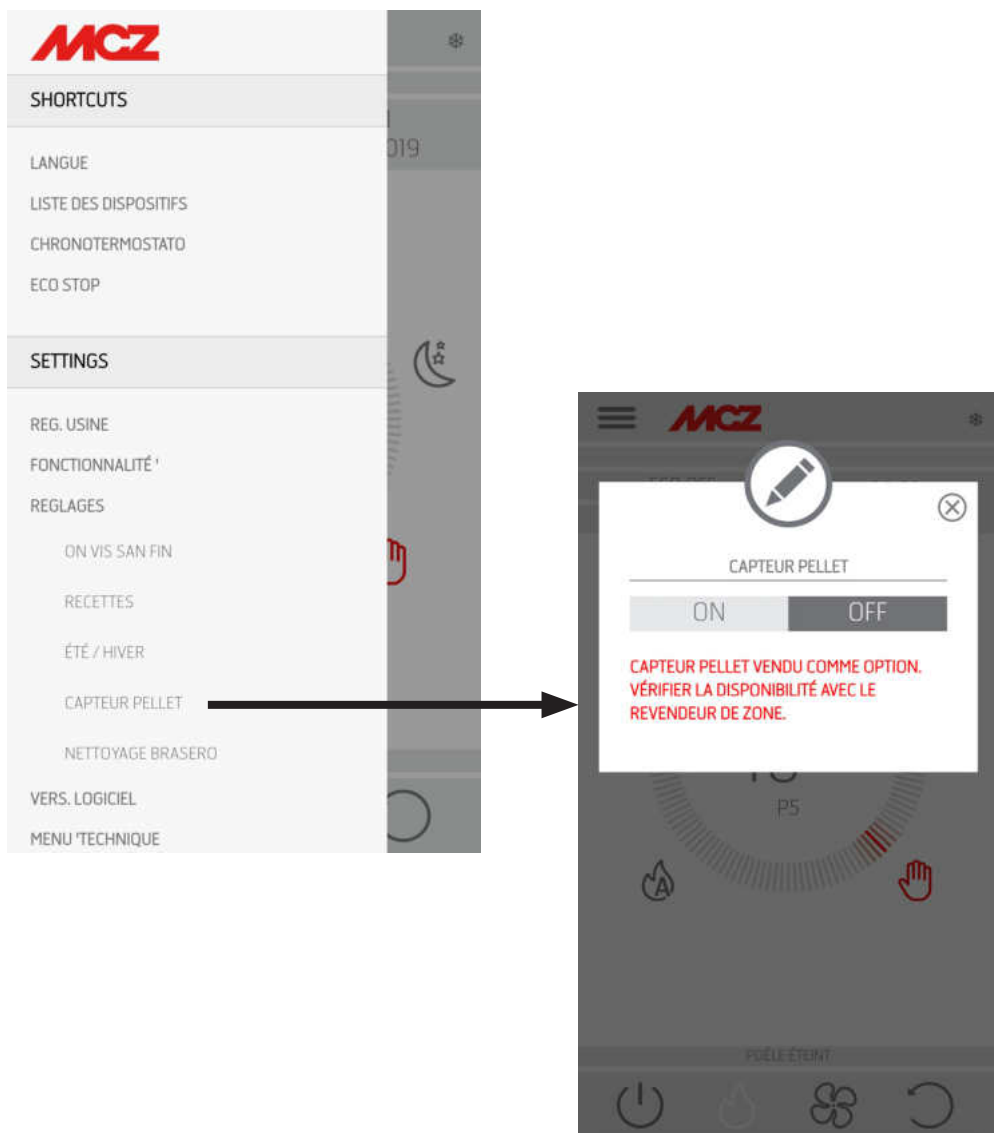 MCZ
SHORTCUTS
019
LANGUE
LISTE DES DISPOSITIFS
CHRONOTERMOSTATO
ECO STOP
SETTINGS
REG. USINE
FONCTIONNALITÉ '
REGLAGES
ON VIS SAN FIN
RECETTES
ÉTÉ / HIVER
CAPTEUR PELLET
NETTOYAGE BRASERO
VERS. LOGICIEL
MENU 'TECHNIQUE
MCZ
CAPTEUR PELLET
ON OFF
CAPTEUR PELLET VENDU COMME OPTION.
VÉRIFIER LA DISPONIBILITÉ AVEC LE
REVENDEUR DE ZONE.
P5
A
POÊLE ÉTEINT